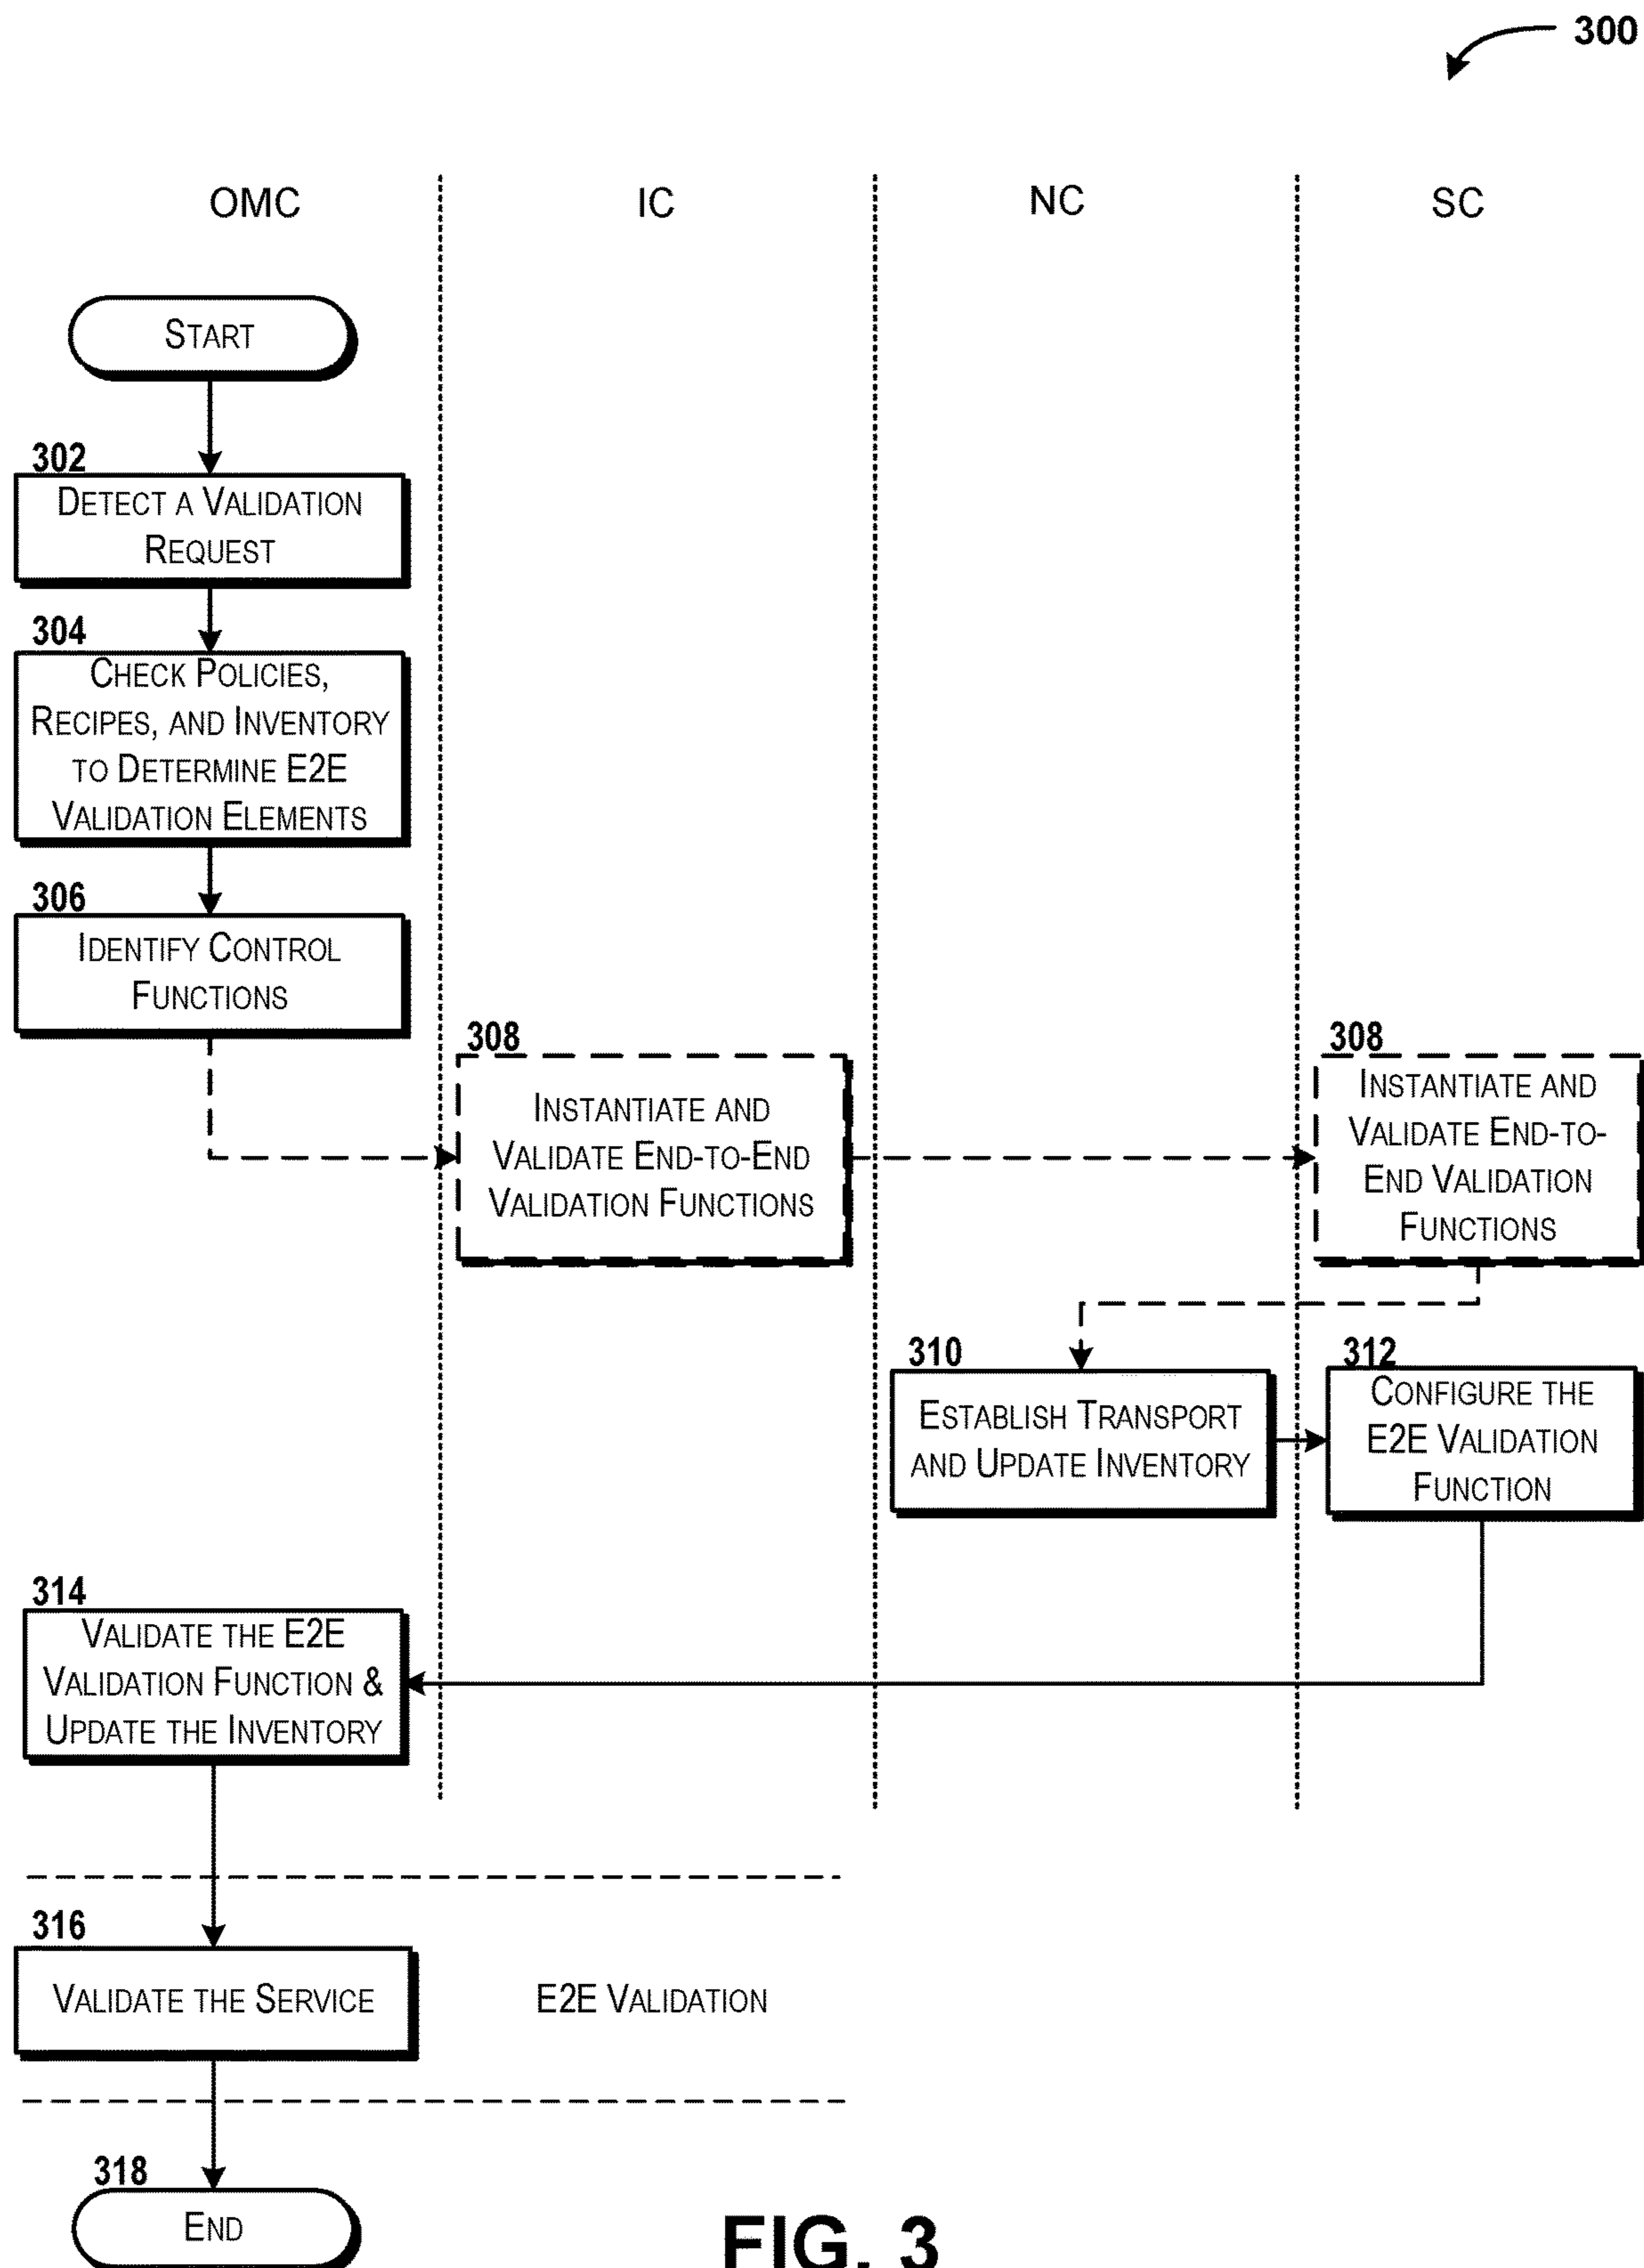 300
OMC
IC
NC
SC
START
302
DETECT A VALIDATION
REQUEST
304
CHECK POLICIES,
RECIPES, AND INVENTORY
TO DETERMINE E2E
VALIDATION ELEMENTS
306
IDENTIFY CONTROL
FUNCTIONS
308
INSTANTIATE AND
VALIDATE END-TO-END
VALIDATION FUNCTIONS
308
INSTANTIATE AND
VALIDATE END-TO-
END VALIDATION
FUNCTIONS
310
ESTABLISH TRANSPORT
AND UPDATE INVENTORY
312
CONFIGURE THE
E2E VALIDATION
FUNCTION
314
VALIDATE THE E2E
VALIDATION FUNCTION &
UPDATE THE INVENTORY
316
VALIDATE THE SERVICE
E2E VALIDATION
318
END
FIG. 3